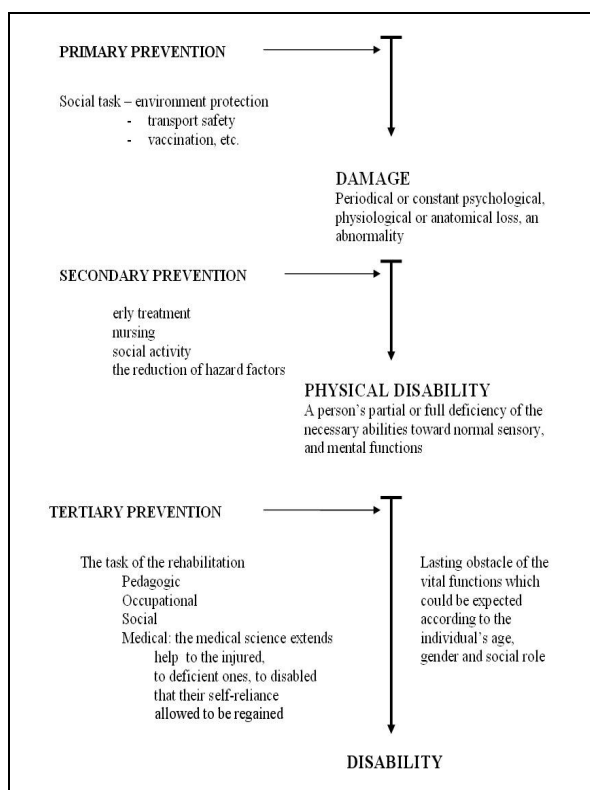 PRIMARY PREVENTION
Social task – environment protection
- transport safety
- vaccination, etc.
DAMAGE
Periodical or constant psychological,
physiological or anatomical loss, an
abnormality
SECONDARY PREVENTION
erly treatment
nursing
social activity
the reduction of hazard factors
PHYSICAL DISABILITY
A person's partial or full deficiency of the
necessary abilities toward normal sensory,
and mental functions
TERTIARY PREVENTION
The task of the rehabilitation
Pedagogic
Occupational
Social
Medical: the medical science extends
help to the injured,
to deficient ones, to disabled
that their self-reliance
allowed to be regained
Lasting obstacle of the
vital functions which
could be expected
according to the
individual's age,
gender and social role
DISABILITY